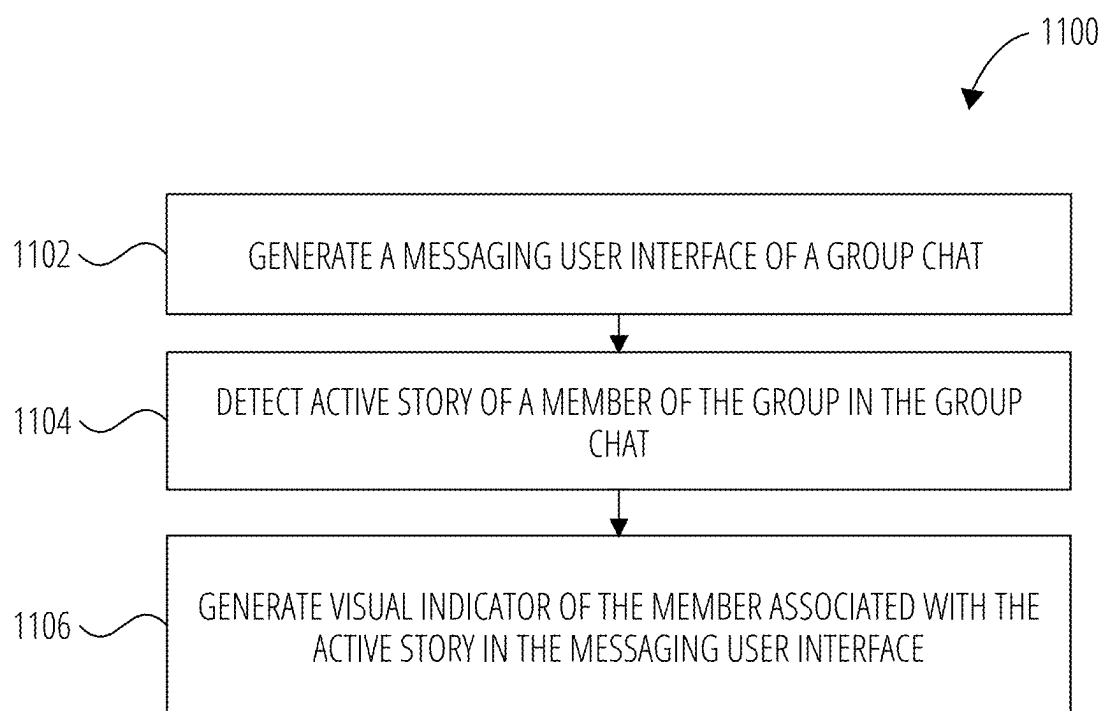 1100
1102
GENERATE A MESSAGING USER INTERFACE OF A GROUP CHAT
1104
DETECT ACTIVE STORY OF A MEMBER OF THE GROUP IN THE GROUP
CHAT
1106
GENERATE VISUAL INDICATOR OF THE MEMBER ASSOCIATED WITH THE
ACTIVE STORY IN THE MESSAGING USER INTERFACE